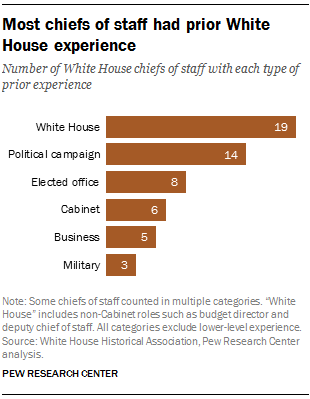 Most chiefs of staff had prior White
House experience
Number of White House chiefs of staff with each type of
prior experience
White House 19
Political campaign 14
Elected office 8
Cabinet 6
Business 5
Military 3
Note: Some chiefs of staff counted in multiple categories. “White
House” includes non-Cabinet roles such as budget director and
deputy chief of staff. All categories exclude lower-level experience.
Source: White House Historical Association, Pew Research Center
analysis.
PEW RESEARCH CENTER